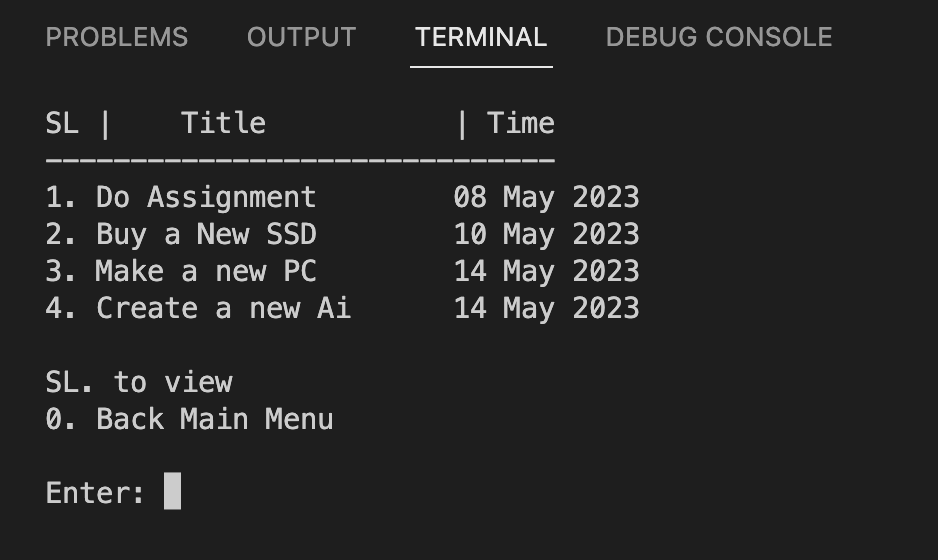 PROBLEMS OUTPUT TERMINAL DEBUG CONSOLE
SL |    Title           | Time
------------------------------
1. Do Assignment        08 May 2023
2. Buy a New SSD        10 May 2023
3. Make a new PC        14 May 2023
4. Create a new Ai      14 May 2023
SL. to view
0. Back Main Menu
Enter: